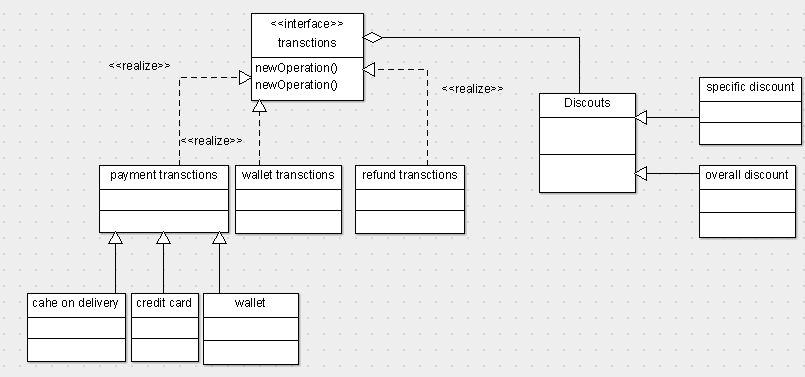 <<interface>>
transctions
newOperation()
newOperation()
<<realize>>
<<realize>>
<<realize>>
Discouts
specific discount
overall discount
payment transctions
wallet transctions
refund transctions
cahe on delivery
credit card
wallet